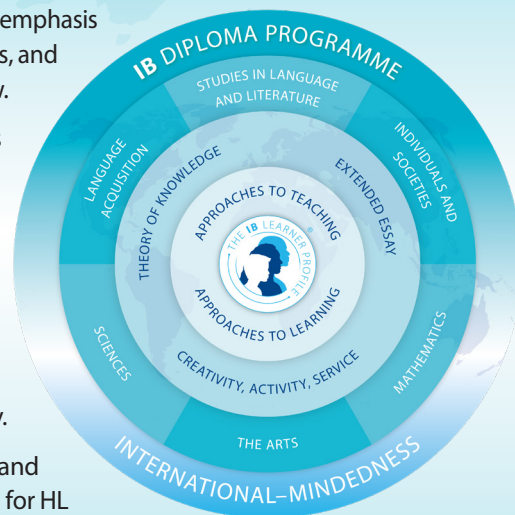 emphasis
s, and
y.
s
y.
and
for HL
IB DIPLOMA PROGRAMME
STUDIES IN LANGUAGE
AND LITERATURE
INDIVIDUALS AND
SOCIETIES
MATHEMATICS
THE ARTS
SCIENCES
LANGUAGE
ACQUISITION
THEORY OF KNOWLEDGE
EXTENDED ESSAY
CREATIVITY, ACTIVITY, SERVICE
APPROACHES TO TEACHING
APPROACHES TO LEARNING
THE IB LEARNER PROFILE
®
INTERNATIONAL–MINDEDNESS